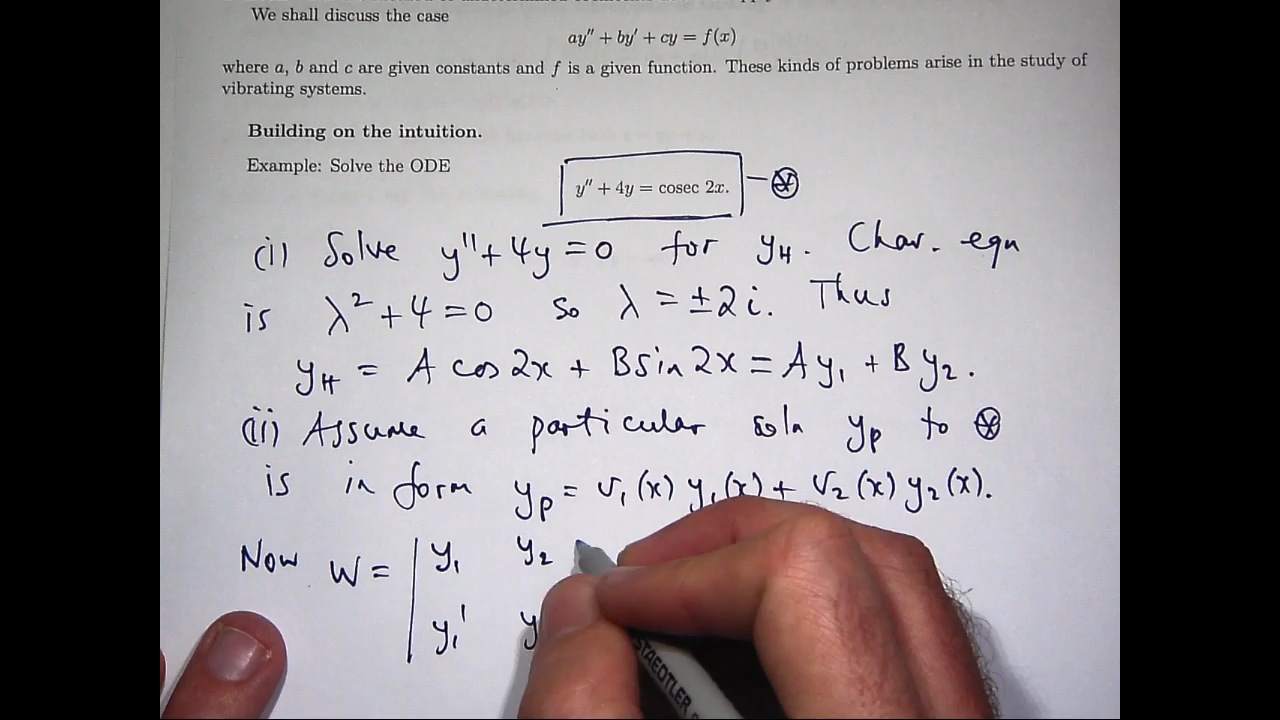 We shall discuss the case
ay'' + by' + cy = f(x)
where a, b and c are given constants and f is a given function. These kinds of problems arise in the study of
vibrating systems.
Building on the intuition.
Example: Solve the ODE
y'' + 4y = cosec 2x. — ⊛
(i) Solve y'' + 4y = 0 for y_H. Char. eqn
is λ² + 4 = 0 so λ = ±2i. Thus
y_H = A cos 2x + B sin 2x = A y₁ + B y₂.
(ii) Assume a particular soln y_p to ⊛
is in form y_p = v₁(x) y₁(x) + v₂(x) y₂(x).
Now W = | y₁ y₂
y₁' y
STAEDTLER